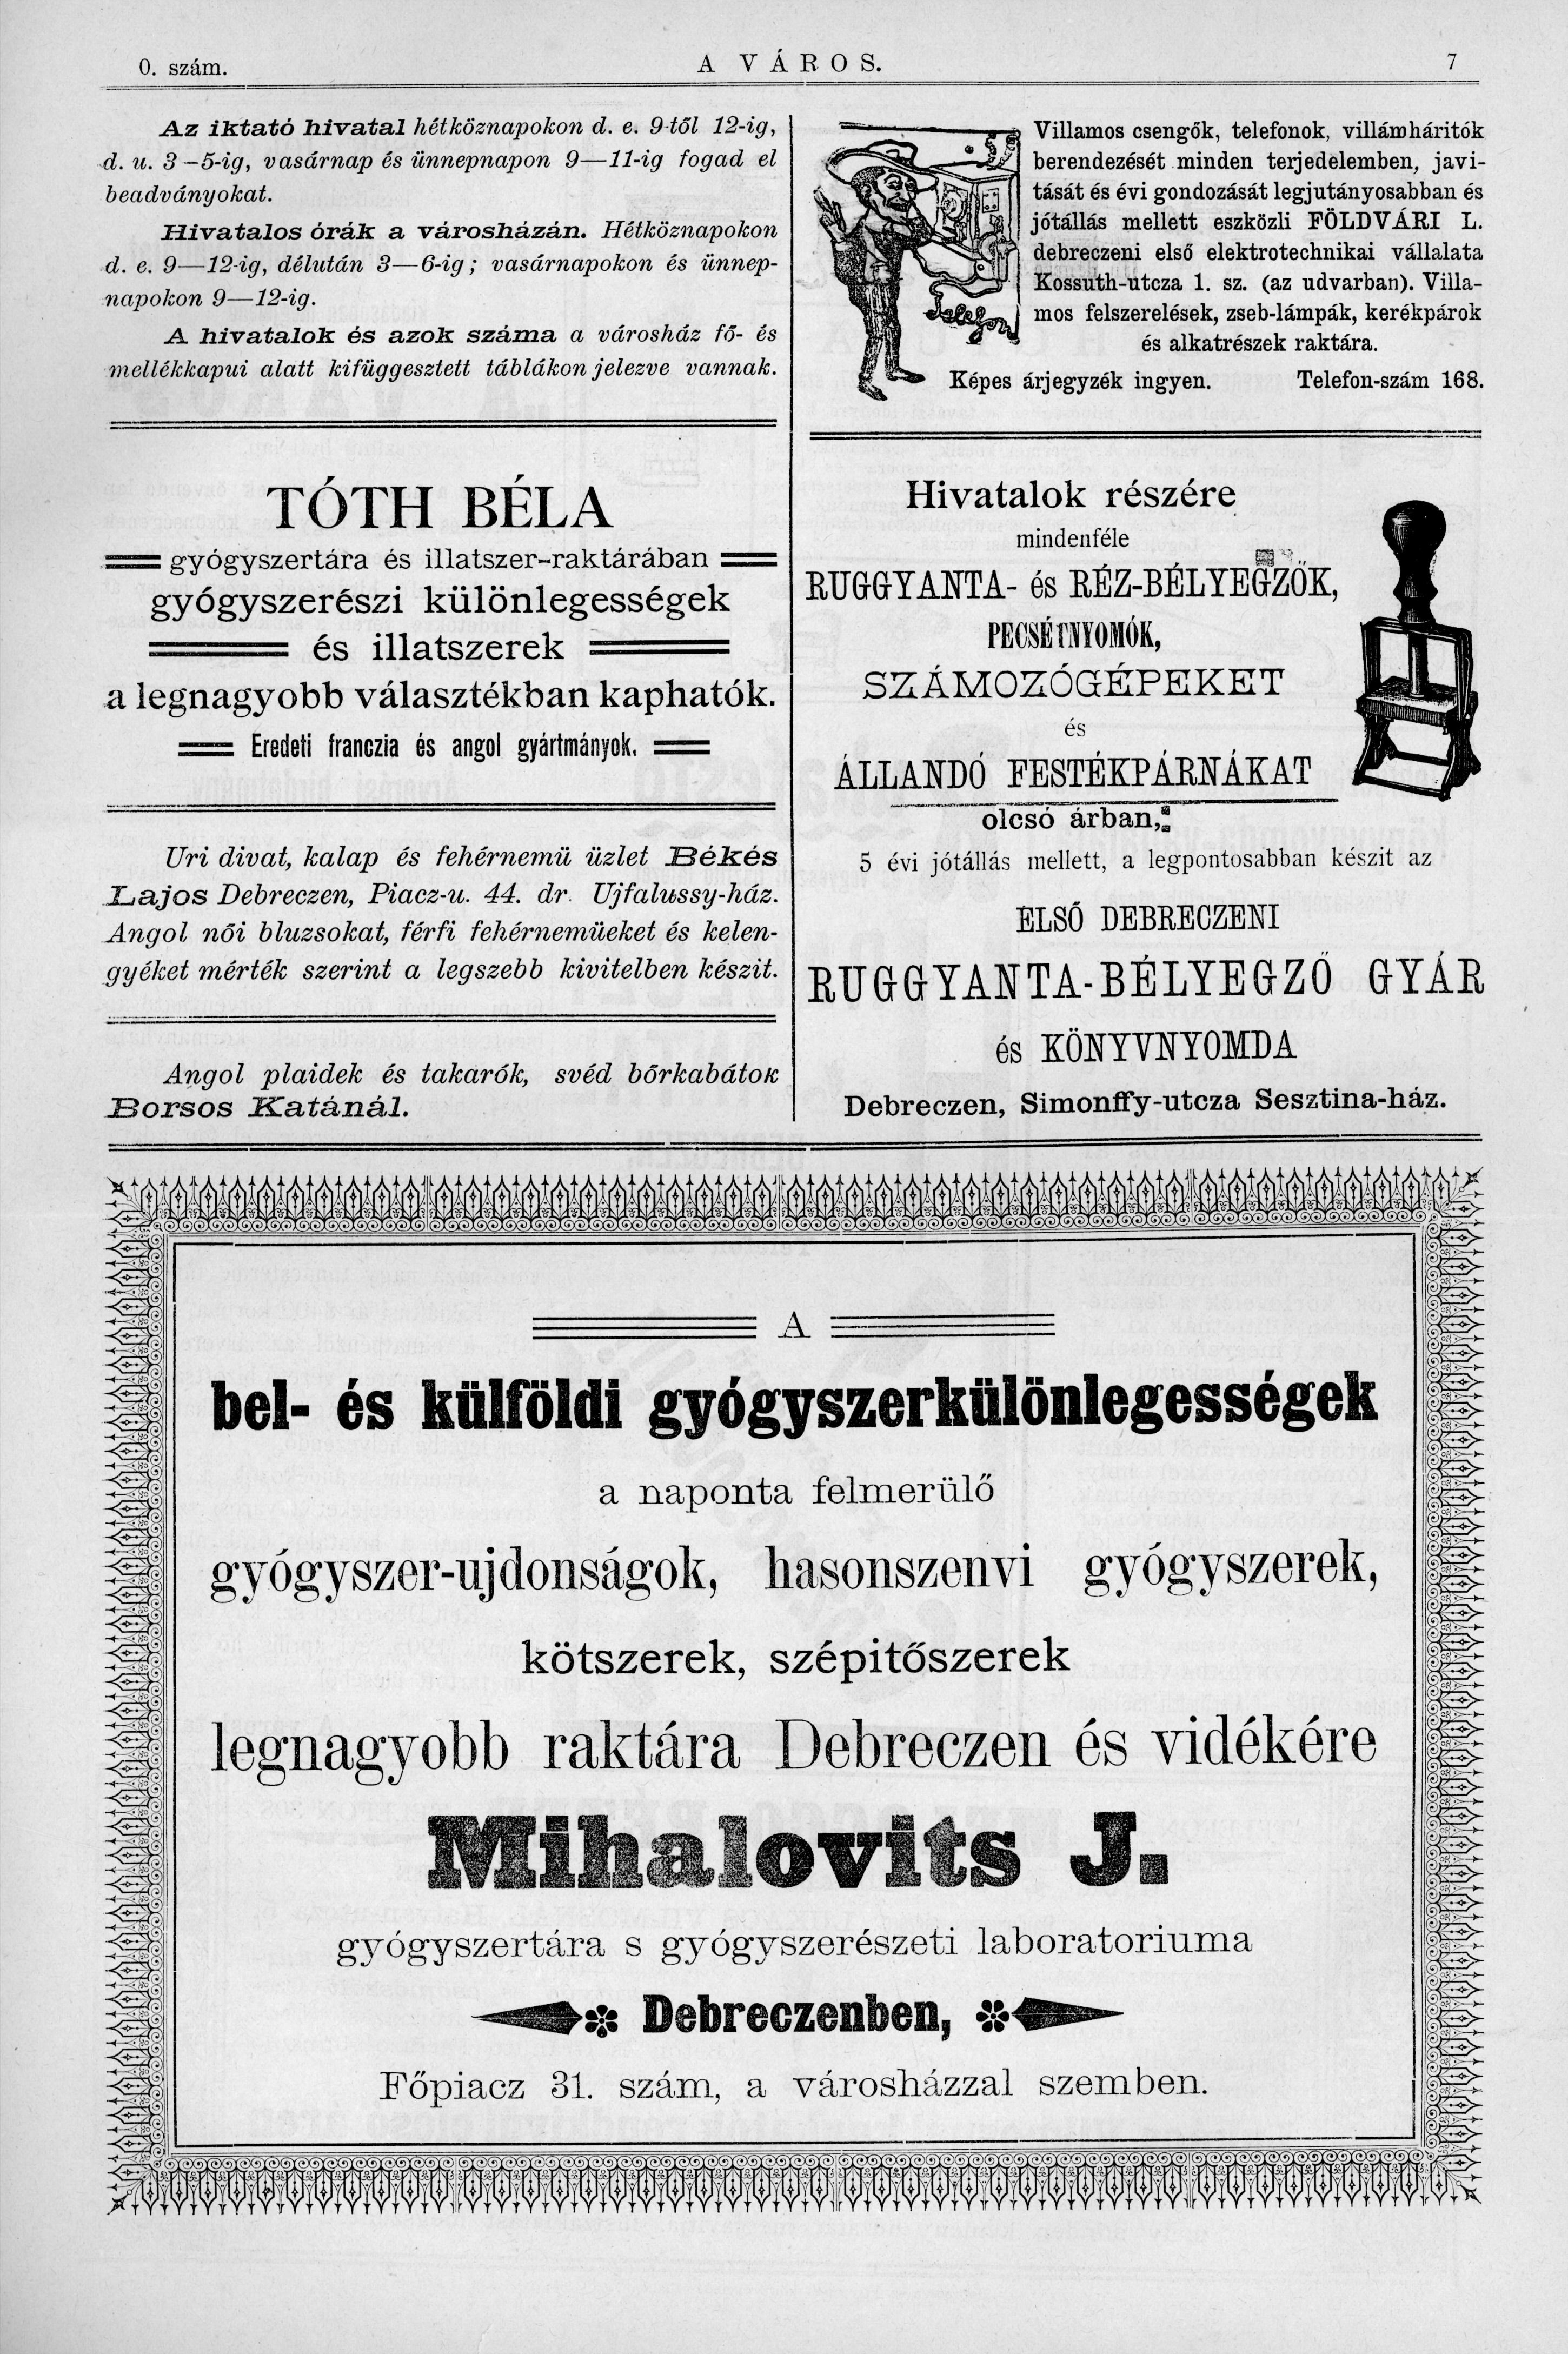 0. szám.
A VÁROS.
7
Az iktató hivatal hétköznapokon d. e. 9-től 12-ig,
d. u. 3—5-ig, vasárnap és ünnepnapon 9—11-ig fogad el
beadványokat.
Hivatalos órák a városházán. Hétköznapokon
d. e. 9—12-ig, délután 3—6-ig; vasárnapokon és ünnep-
napokon 9—12-ig.
A hivatalok és azok száma a városház fő- és
mellékkapui alatt kifüggesztett táblákon jelezve vannak.
TÓTH BÉLA
gyógyszertára és illatszer-raktárában
gyógyszerészi különlegességek
és illatszerek
a legnagyobb választékban kaphatók.
Eredeti franczia és angol gyártmányok.
Uri divat, kalap és fehérnemü üzlet Békés
Lajos Debreczen, Piacz-u. 44. dr. Ujfalussy-ház.
Angol női bluzsokat, férfi fehérnemüeket és kelen-
gyéket mérték szerint a legszebb kivitelben készit.
Angol plaidek és takarók, svéd bőrkabátok
Borsos Katánál.
Villamos csengők, telefonok, villámháritók
berendezését minden terjedelemben, javi-
tását és évi gondozását legjutányosabban és
jótállás mellett eszközli FÖLDVÁRI L.
debreczeni első elektrotechnikai vállalata
Kossuth-utcza 1. sz. (az udvarban). Villa-
mos felszerelések, zseb-lámpák, kerékpárok
és alkatrészek raktára.
Telefon
Képes árjegyzék ingyen. Telefon-szám 168.
Hivatalok részére
mindenféle
RUGGYANTA- és RÉZ-BÉLYEGZŐK,
PECSÉTNYOMÓK,
SZÁMOZÓGÉPEKET
és
ÁLLANDÓ FESTÉKPÁRNÁKAT
olcsó árban,
5 évi jótállás mellett, a legpontosabban készit az
ELSŐ DEBRECZENI
RUGGYANTA-BÉLYEGZŐ GYÁR
és KÖNYVNYOMDA
Debreczen, Simonffy-utcza Sesztina-ház.
A
bel- és külföldi gyógyszerkülönlegességek
a naponta felmerülő
gyógyszer-ujdonságok, hasonszenvi gyógyszerek,
kötszerek, szépitőszerek
legnagyobb raktára Debreczen és vidékére
Mihalovits J.
gyógyszertára s gyógyszerészeti laboratoriuma
Debreczenben,
Főpiacz 31. szám, a városházzal szemben.